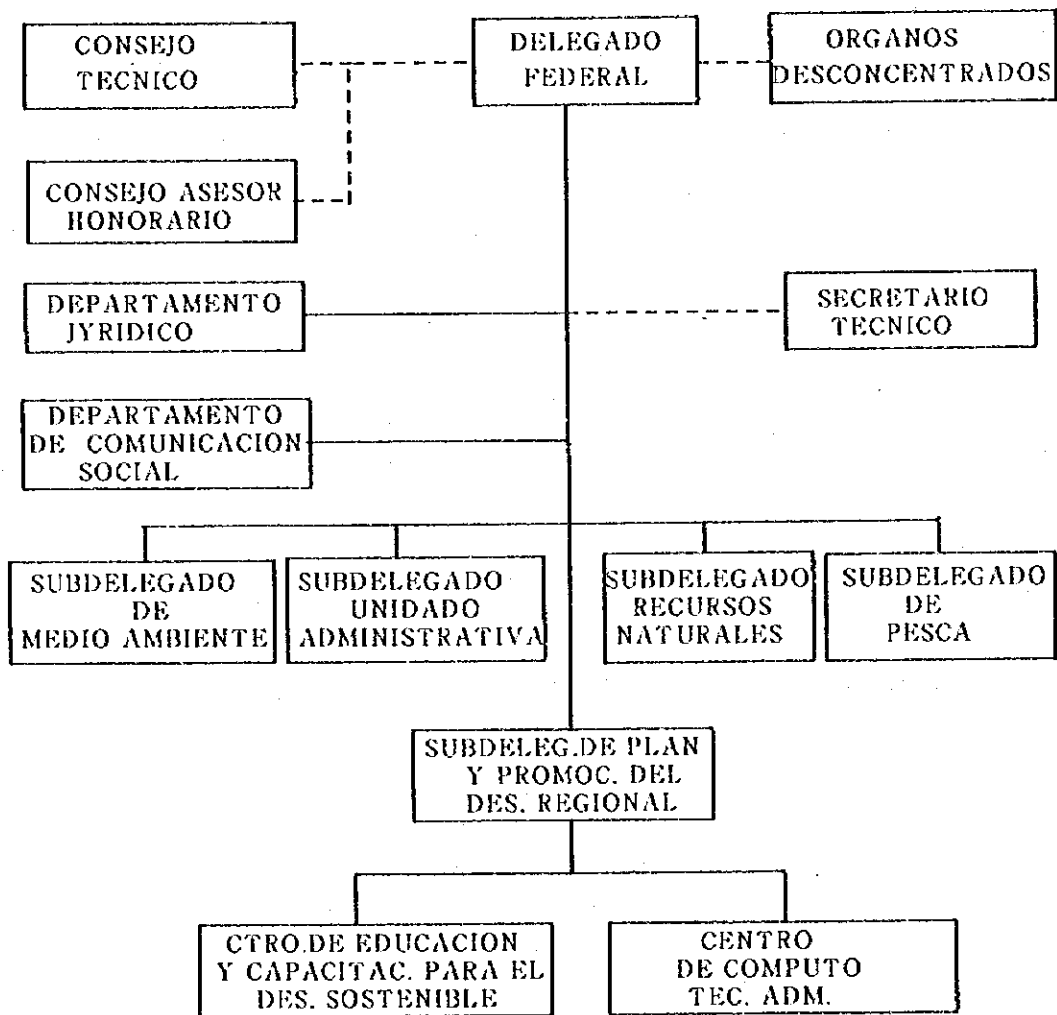 CONSEJO
TECNICO
DELEGADO
FEDERAL
ORGANOS
DESCONCENTRADOS
CONSEJO ASESOR
HONORARIO
DEPARTAMENTO
JYRIDICO
SECRETARIO
TECNICO
DEPARTAMENTO
DE COMUNICACION
SOCIAL
SUBDELEGADO
DE
MEDIO AMBIENTE
SUBDELEGADO
UNIDADO
ADMINISTRATIVA
SUBDELEGADO
RECURSOS
NATURALES
SUBDELEGADO
DE
PESCA
SUBDELEG.DE PLAN
Y PROMOC. DEL
DES. REGIONAL
CTRO.DE EDUCACION
Y CAPACITAC. PARA EL
DES. SOSTENIBLE
CENTRO
DE COMPUTO
TEC. ADM.